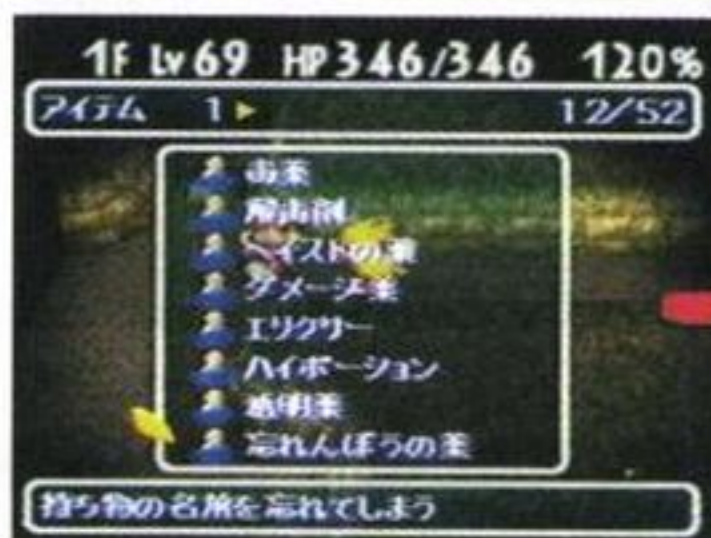 1F Lv69 HP346/346 120%
アイテム 1▶ 12/52
毒薬
解毒剤
ヘイストの薬
ダメージ薬
エリクサー
ハイポーション
透明薬
忘れんぼうの薬
持ち物の名前を忘れてしまう